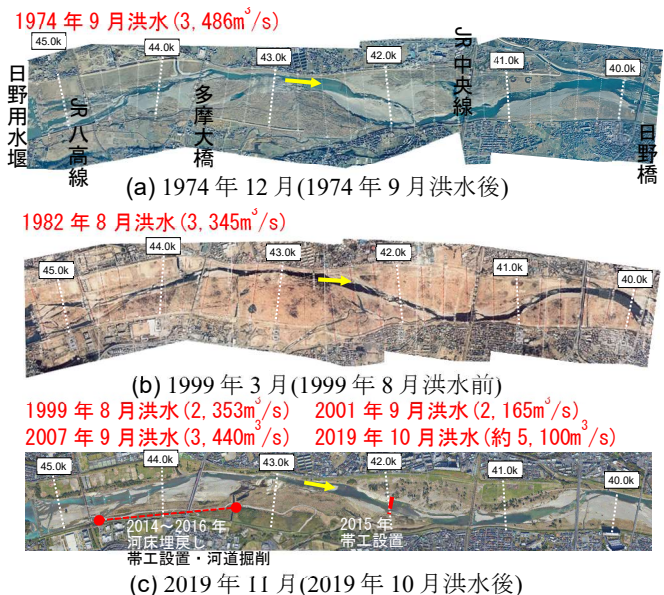 1974 年 9 月洪水(3,486m³/s)
45.0k
44.0k
43.0k
42.0k
41.0k
40.0k
日野用水堰
JR八高線
多摩大橋
JR中央線
日野橋
(a) 1974 年 12 月(1974 年 9 月洪水後)
1982 年 8 月洪水(3,345m³/s)
45.0k
44.0k
43.0k
42.0k
41.0k
40.0k
(b) 1999 年 3 月(1999 年 8 月洪水前)
1999 年 8 月洪水(2,353m³/s) 2001 年 9 月洪水(2,165m³/s)
2007 年 9 月洪水(3,440m³/s) 2019 年 10 月洪水(約 5,100m³/s)
45.0k
44.0k
43.0k
42.0k
41.0k
40.0k
2014～2016 年
河床埋戻し
帯工設置・河道掘削
2015 年
帯工設置
(c) 2019 年 11 月(2019 年 10 月洪水後)